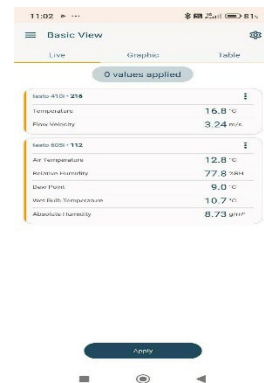 11:02
81%
Basic View
Live Graphic Table
0 values applied
testo 410i · 216
Temperature 16.8 °C
Flow Velocity 3.24 m/s
testo 605i · 112
Air Temperature 12.8 °C
Relative Humidity 77.8 %RH
Dew Point 9.0 °C
Wet Bulb Temperature 10.7 °C
Absolute Humidity 8.73 g/m³
Apply